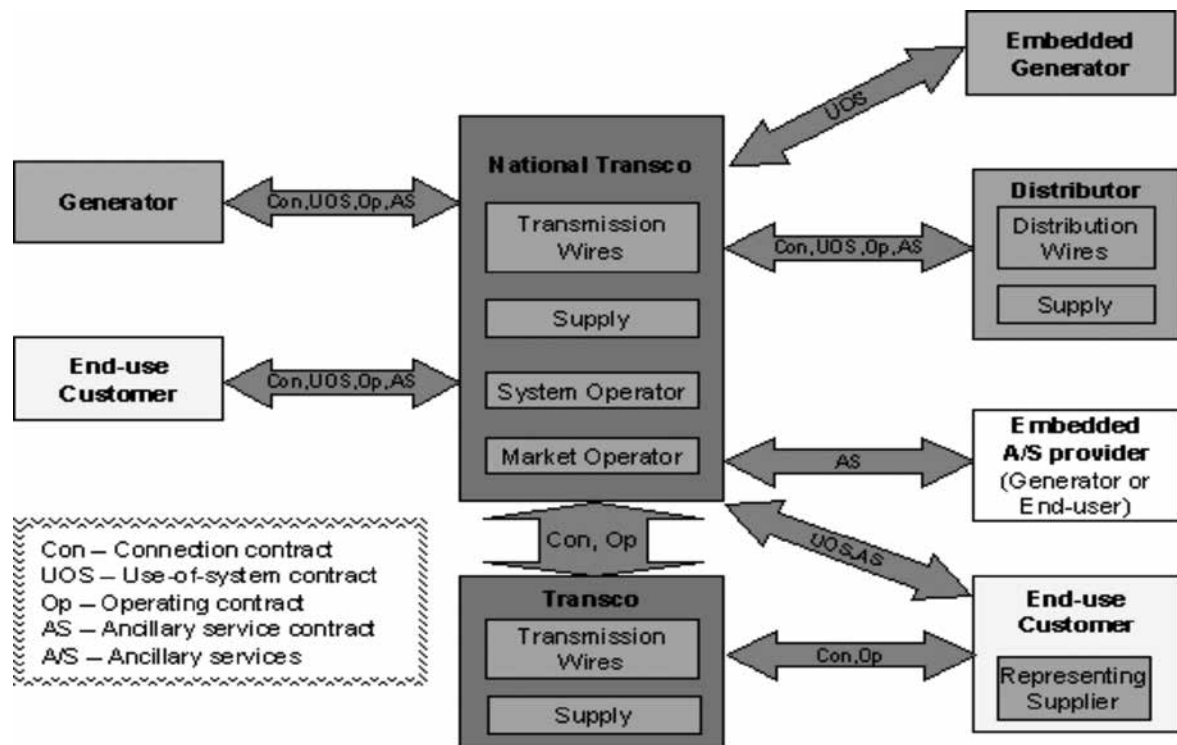 Embedded
Generator
UOS
National Transco
Generator
Con,UOS,Op,AS
Transmission
Wires
Distributor
Con,UOS,Op,AS
Distribution
Wires
Supply
Supply
End-use
Customer
Con,UOS,Op,AS
System Operator
Market Operator
AS
Embedded
A/S provider
(Generator or
End-user)
Con – Connection contract
UOS – Use-of-system contract
Op – Operating contract
AS – Ancillary service contract
A/S – Ancillary services
Con, Op
UOS,AS
Transco
Transmission
Wires
Supply
Con,Op
End-use
Customer
Representing
Supplier